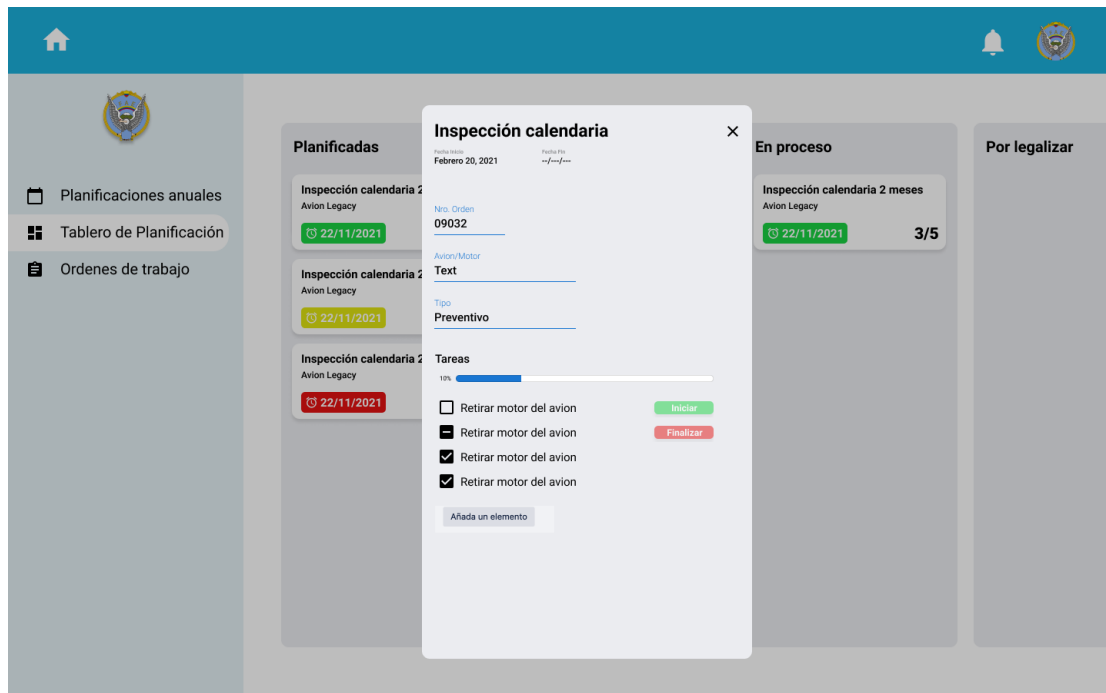 Planificaciones anuales
Tablero de Planificación
Ordenes de trabajo
Planificadas
Inspección calendaria 2
Avion Legacy
22/11/2021
Inspección calendaria 2
Avion Legacy
22/11/2021
Inspección calendaria 2
Avion Legacy
22/11/2021
Inspección calendaria
Fecha Inicio
Febrero 20, 2021
Fecha Fin
--/---/---
Nro. Orden
09032
Avion/Motor
Text
Tipo
Preventivo
Tareas
10%
Retirar motor del avion Iniciar
Retirar motor del avion Finalizar
Retirar motor del avion
Retirar motor del avion
Añada un elemento
En proceso
Inspección calendaria 2 meses
Avion Legacy
22/11/2021 3/5
Por legalizar